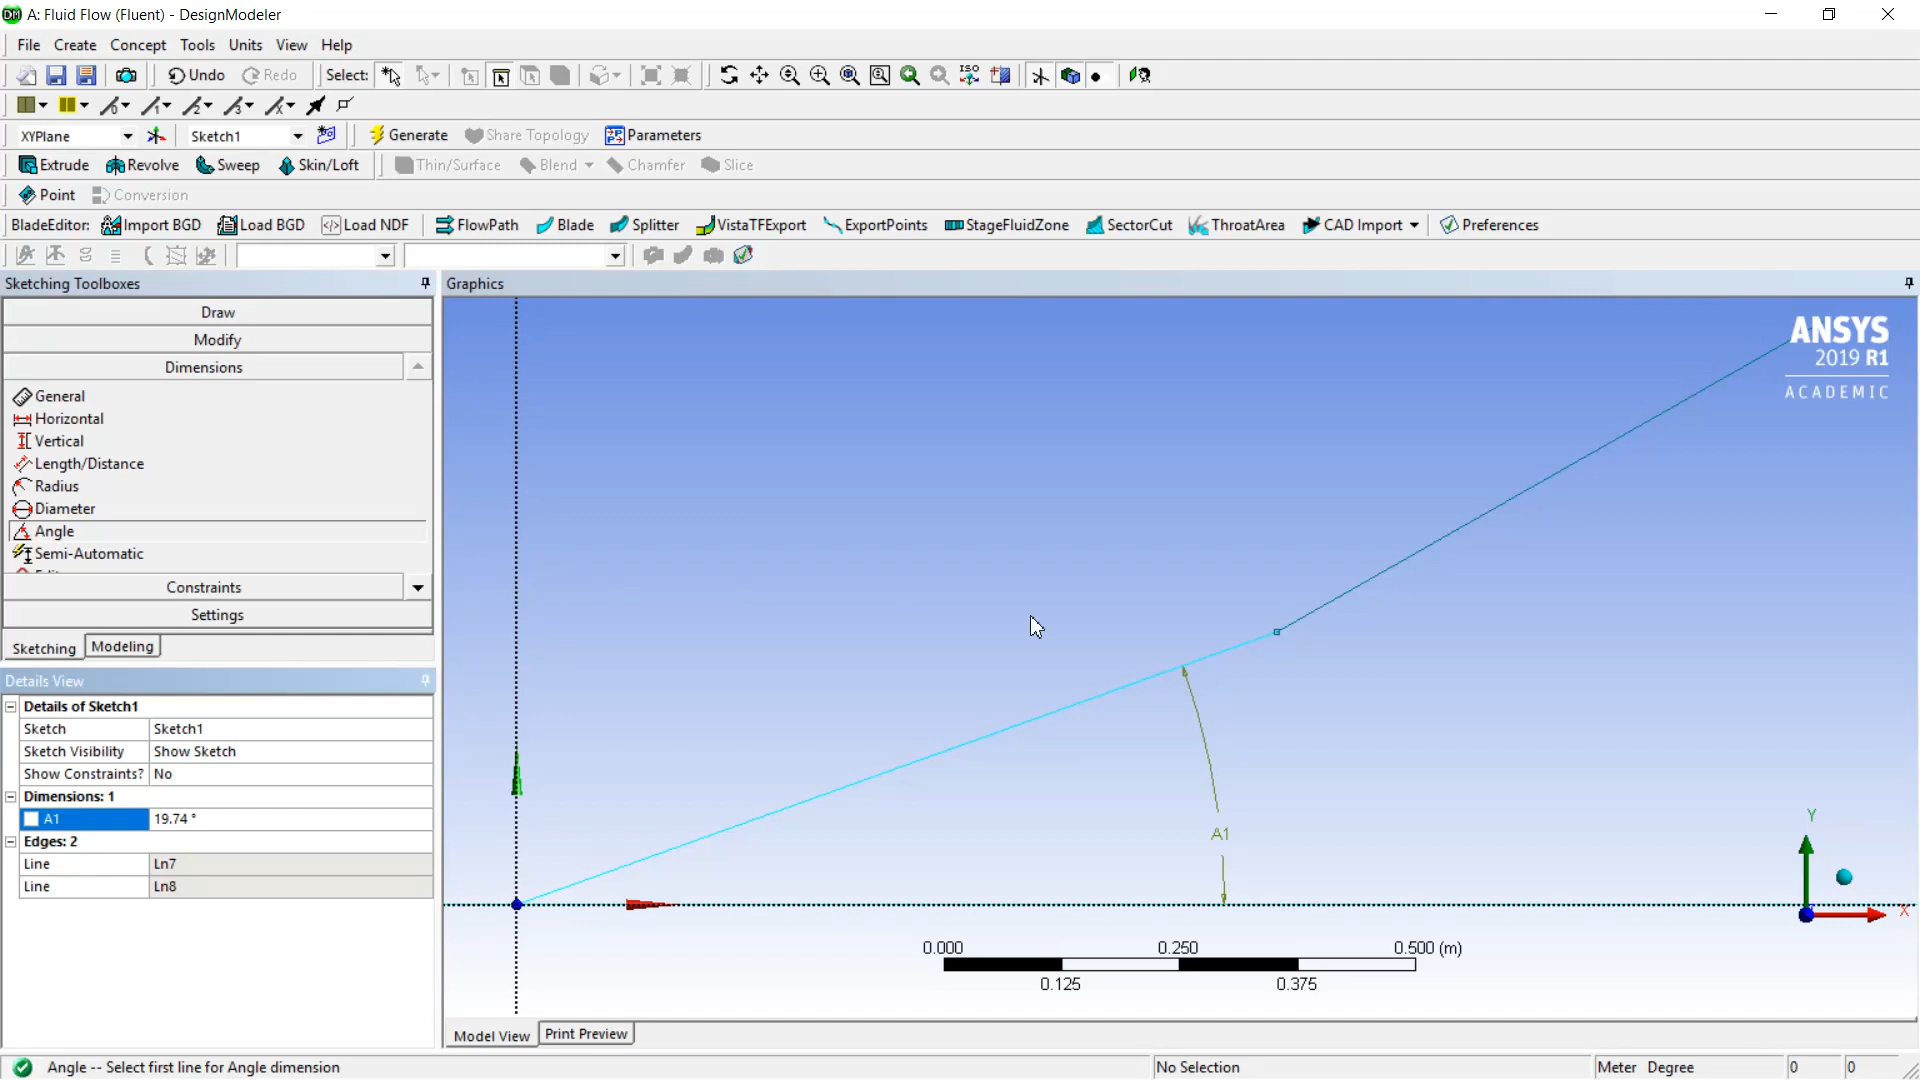 A: Fluid Flow (Fluent) - DesignModeler
File Create Concept Tools Units View Help
Undo Redo Select: ISO
XYPlane Sketch1 Generate Share Topology Parameters
Extrude Revolve Sweep Skin/Loft Thin/Surface Blend Chamfer Slice
Point Conversion
BladeEditor: Import BGD Load BGD Load NDF FlowPath Blade Splitter VistaTFExport ExportPoints StageFluidZone SectorCut ThroatArea CAD Import Preferences
Sketching Toolboxes
Draw
Modify
Dimensions
General
Horizontal
Vertical
Length/Distance
Radius
Diameter
Angle
Semi-Automatic
Constraints
Settings
Sketching Modeling
Details View
Details of Sketch1
Sketch Sketch1
Sketch Visibility Show Sketch
Show Constraints? No
Dimensions: 1
A1 19.74 °
Edges: 2
Line Ln7
Line Ln8
Graphics
ANSYS
2019 R1
ACADEMIC
A1
Y
X
0.000 0.250 0.500 (m)
0.125 0.375
Model View Print Preview
Angle -- Select first line for Angle dimension No Selection Meter Degree 0 0